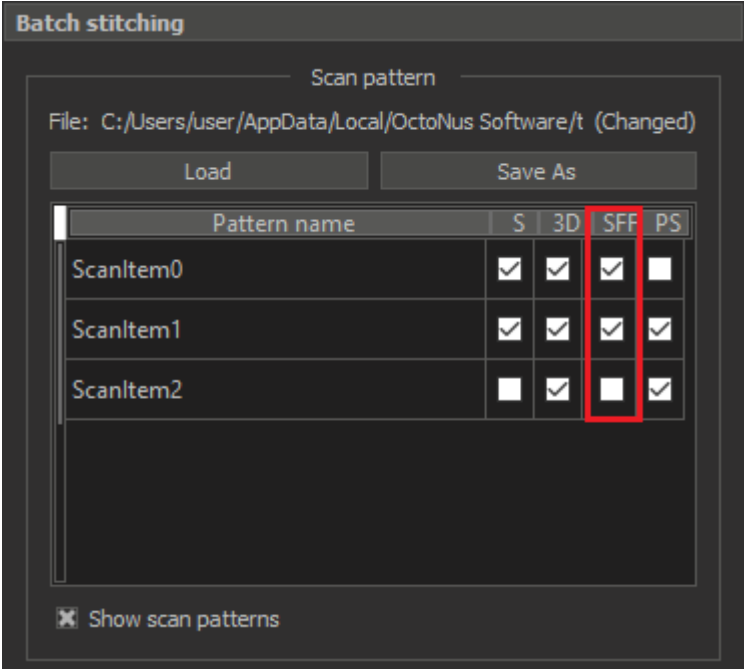 Batch stitching
Scan pattern
File: C:/Users/user/AppData/Local/OctoNus Software/t (Changed)
Load Save As
Pattern name S 3D SFF PS
ScanItem0
ScanItem1
ScanItem2
Show scan patterns